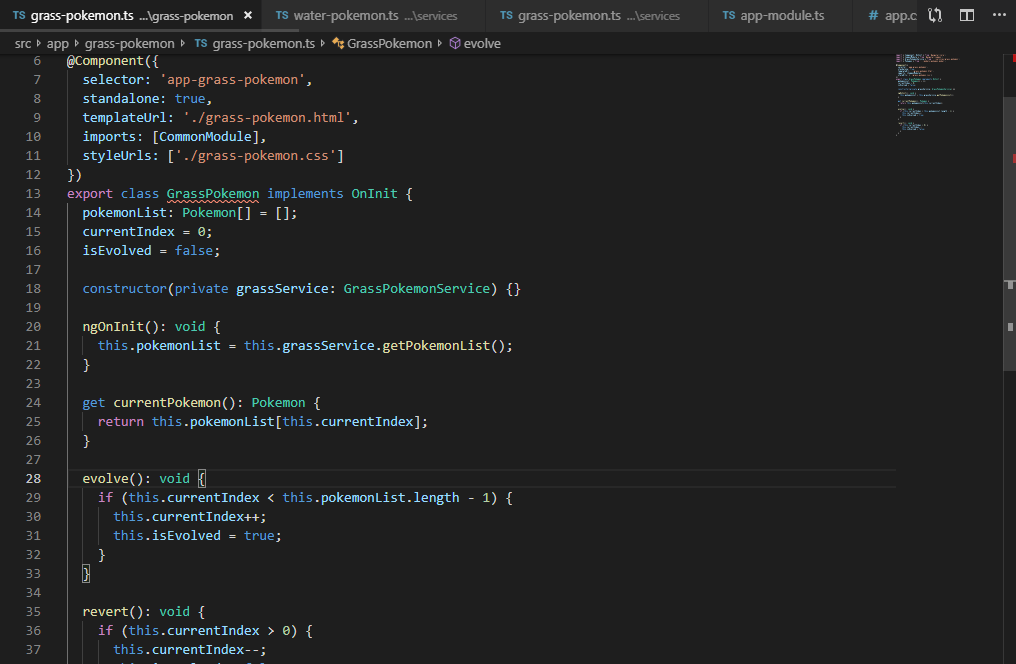 TS grass-pokemon.ts ...\grass-pokemon × TS water-pokemon.ts ...\services TS grass-pokemon.ts ...\services TS app-module.ts # app.c
src app grass-pokemon TS grass-pokemon.ts GrassPokemon evolve
6 @Component({
7 selector: 'app-grass-pokemon',
8 standalone: true,
9 templateUrl: './grass-pokemon.html',
10 imports: [CommonModule],
11 styleUrls: ['./grass-pokemon.css']
12 })
13 export class GrassPokemon implements OnInit {
14 pokemonList: Pokemon[] = [];
15 currentIndex = 0;
16 isEvolved = false;
17
18 constructor(private grassService: GrassPokemonService) {}
19
20 ngOnInit(): void {
21 this.pokemonList = this.grassService.getPokemonList();
22 }
23
24 get currentPokemon(): Pokemon {
25 return this.pokemonList[this.currentIndex];
26 }
27
28 evolve(): void {
29 if (this.currentIndex < this.pokemonList.length - 1) {
30 this.currentIndex++;
31 this.isEvolved = true;
32 }
33 }
34
35 revert(): void {
36 if (this.currentIndex > 0) {
37 this.currentIndex--;